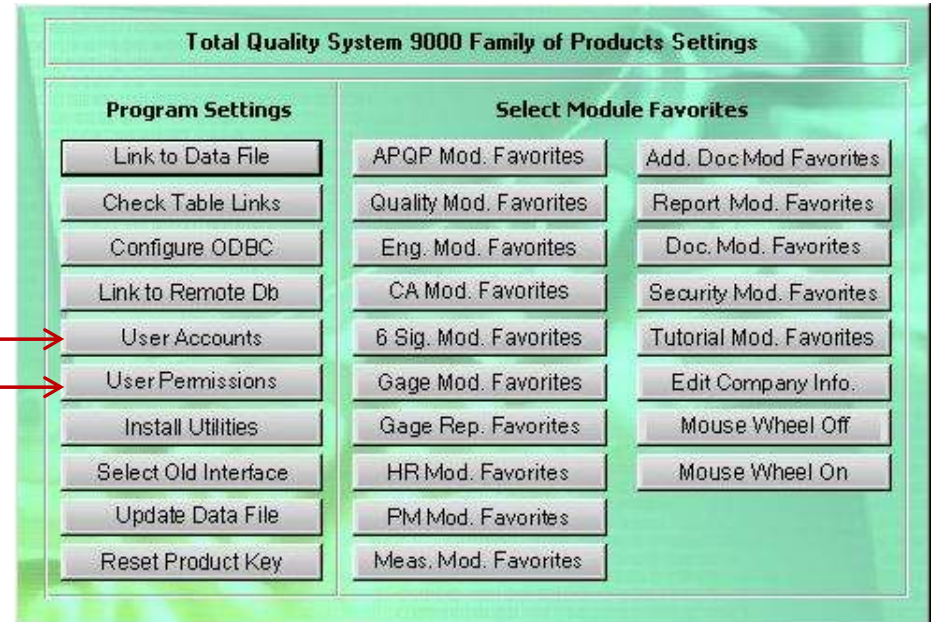 Total Quality System 9000 Family of Products Settings
Program Settings
Link to Data File
Check Table Links
Configure ODBC
Link to Remote Db
User Accounts
User Permissions
Install Utilities
Select Old Interface
Update Data File
Reset Product Key
Select Module Favorites
APQP Mod. Favorites
Quality Mod. Favorites
Eng. Mod. Favorites
CA Mod. Favorites
6 Sig. Mod. Favorites
Gage Mod. Favorites
Gage Rep. Favorites
HR Mod. Favorites
PM Mod. Favorites
Meas. Mod. Favorites
Add. Doc Mod Favorites
Report Mod. Favorites
Doc. Mod. Favorites
Security Mod. Favorites
Tutorial Mod. Favorites
Edit Company Info.
Mouse Wheel Off
Mouse Wheel On